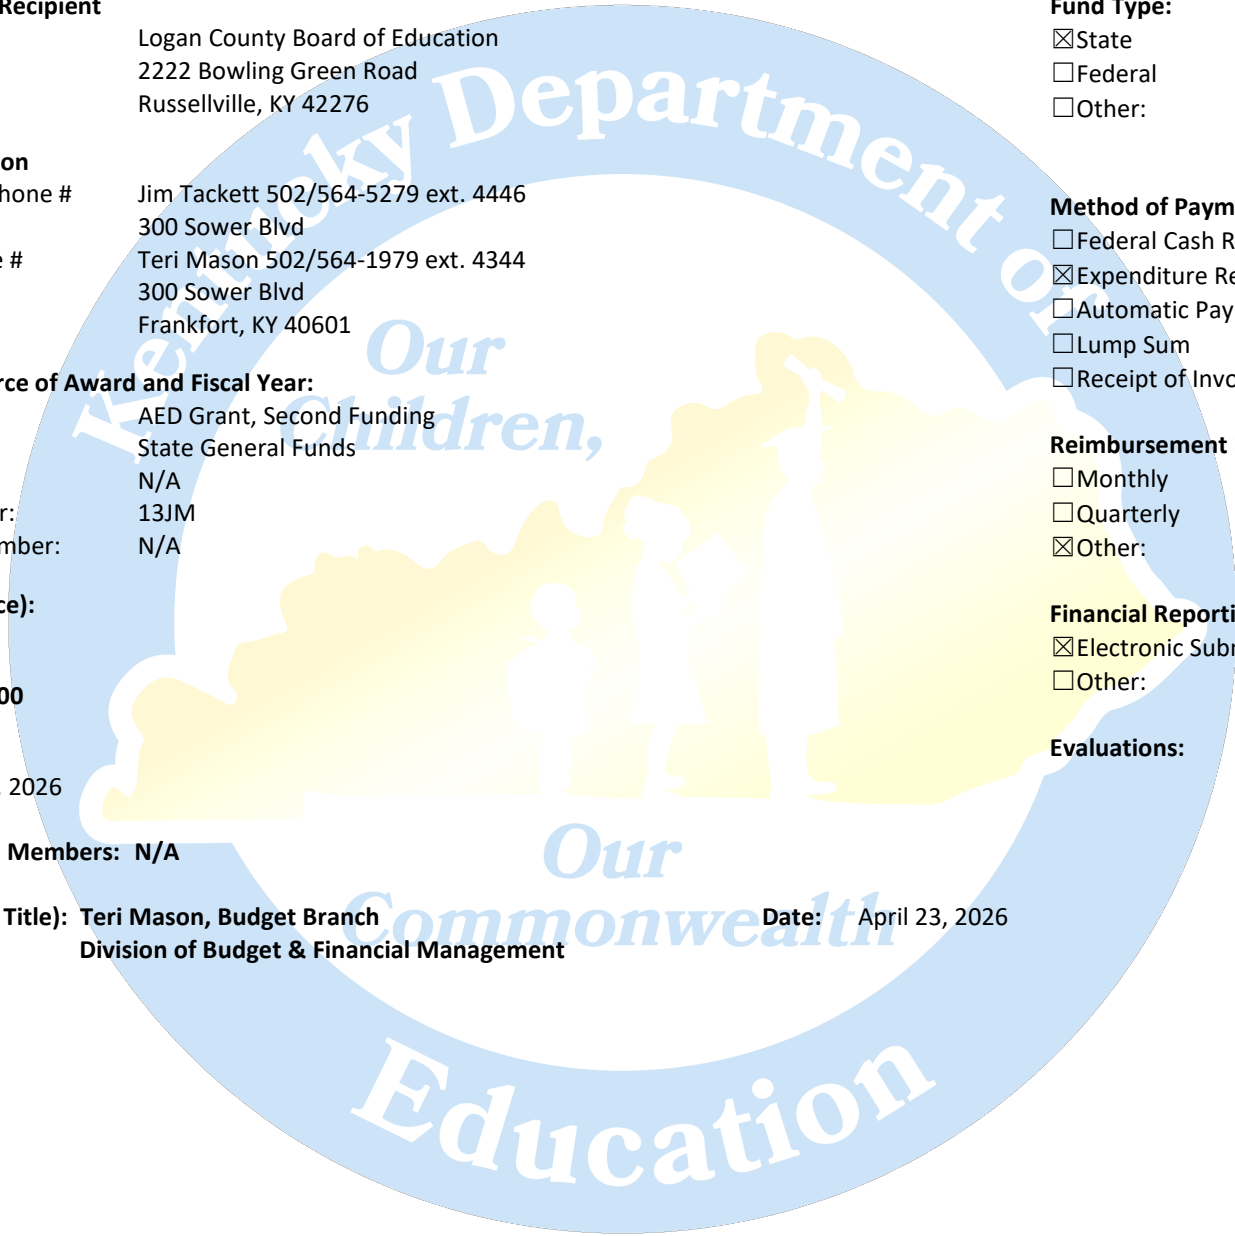 Recipient
Logan County Board of Education
2222 Bowling Green Road
Russellville, KY 42276
on
hone # Jim Tackett 502/564-5279 ext. 4446
300 Sower Blvd
e # Teri Mason 502/564-1979 ext. 4344
300 Sower Blvd
Frankfort, KY 40601
rce of Award and Fiscal Year:
AED Grant, Second Funding
State General Funds
N/A
r: 13JM
mber: N/A
ce):
00
, 2026
Members: N/A
Title): Teri Mason, Budget Branch Date: April 23, 2026
Division of Budget & Financial Management
Fund Type:
☒State
☐Federal
☐Other:
Method of Paym
☐Federal Cash R
☒Expenditure Re
☐Automatic Pay
☐Lump Sum
☐Receipt of Invo
Reimbursement
☐Monthly
☐Quarterly
☒Other:
Financial Reporti
☒Electronic Subr
☐Other:
Evaluations:
Kentucky Department of
Education
Our
Children,
Our
Commonwealth